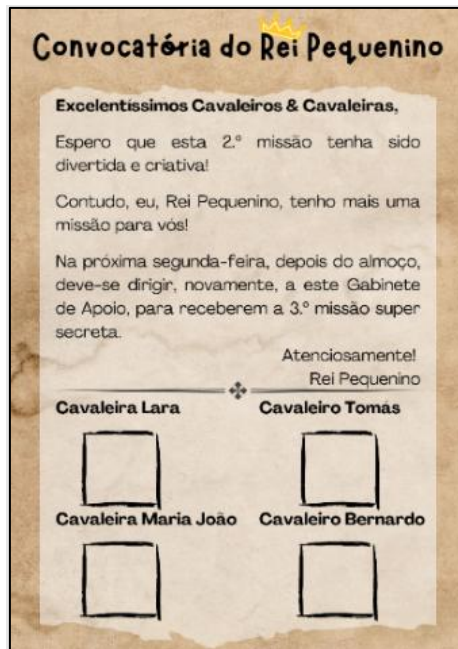 Convocatória do Rei Pequenino
Excelentíssimos Cavaleiros & Cavaleiras,
Espero que esta 2.ª missão tenha sido
divertida e criativa!
Contudo, eu, Rei Pequenino, tenho mais uma
missão para vós!
Na próxima segunda-feira, depois do almoço,
deve-se dirigir, novamente, a este Gabinete
de Apoio, para receberem a 3.ª missão super
secreta.
Atenciosamente!
Rei Pequenino
Cavaleira Lara Cavaleiro Tomás
Cavaleira Maria João Cavaleiro Bernardo